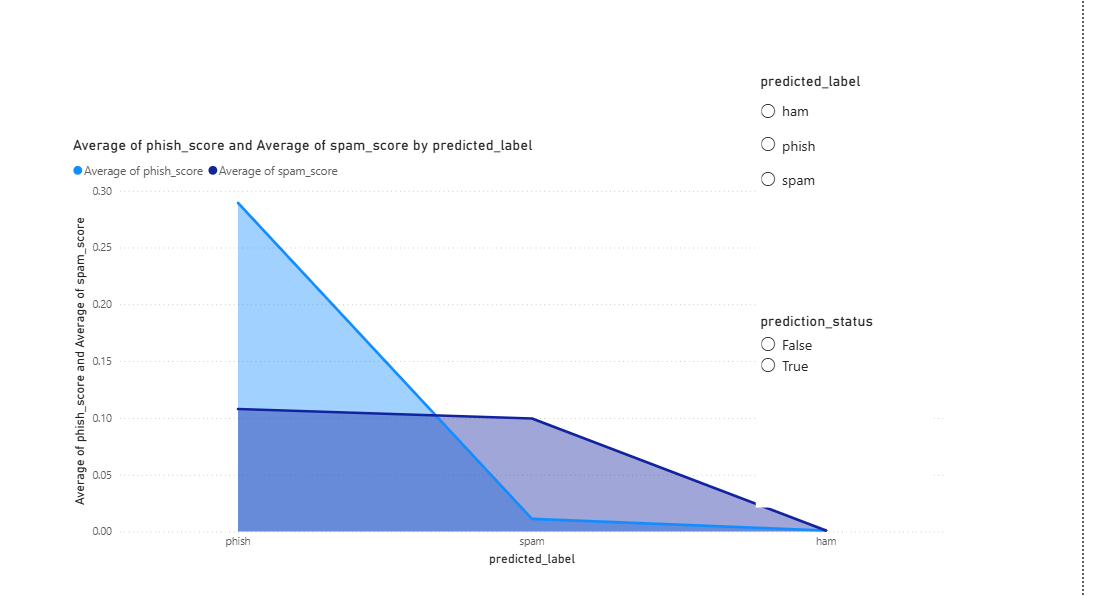 predicted_label
ham
phish
spam
Average of phish_score and Average of spam_score by predicted_label
Average of phish_score Average of spam_score
0.30
0.25
0.20
0.15
0.10
0.05
0.00
Average of phish_score and Average of spam_score
phish spam ham
predicted_label
prediction_status
False
True